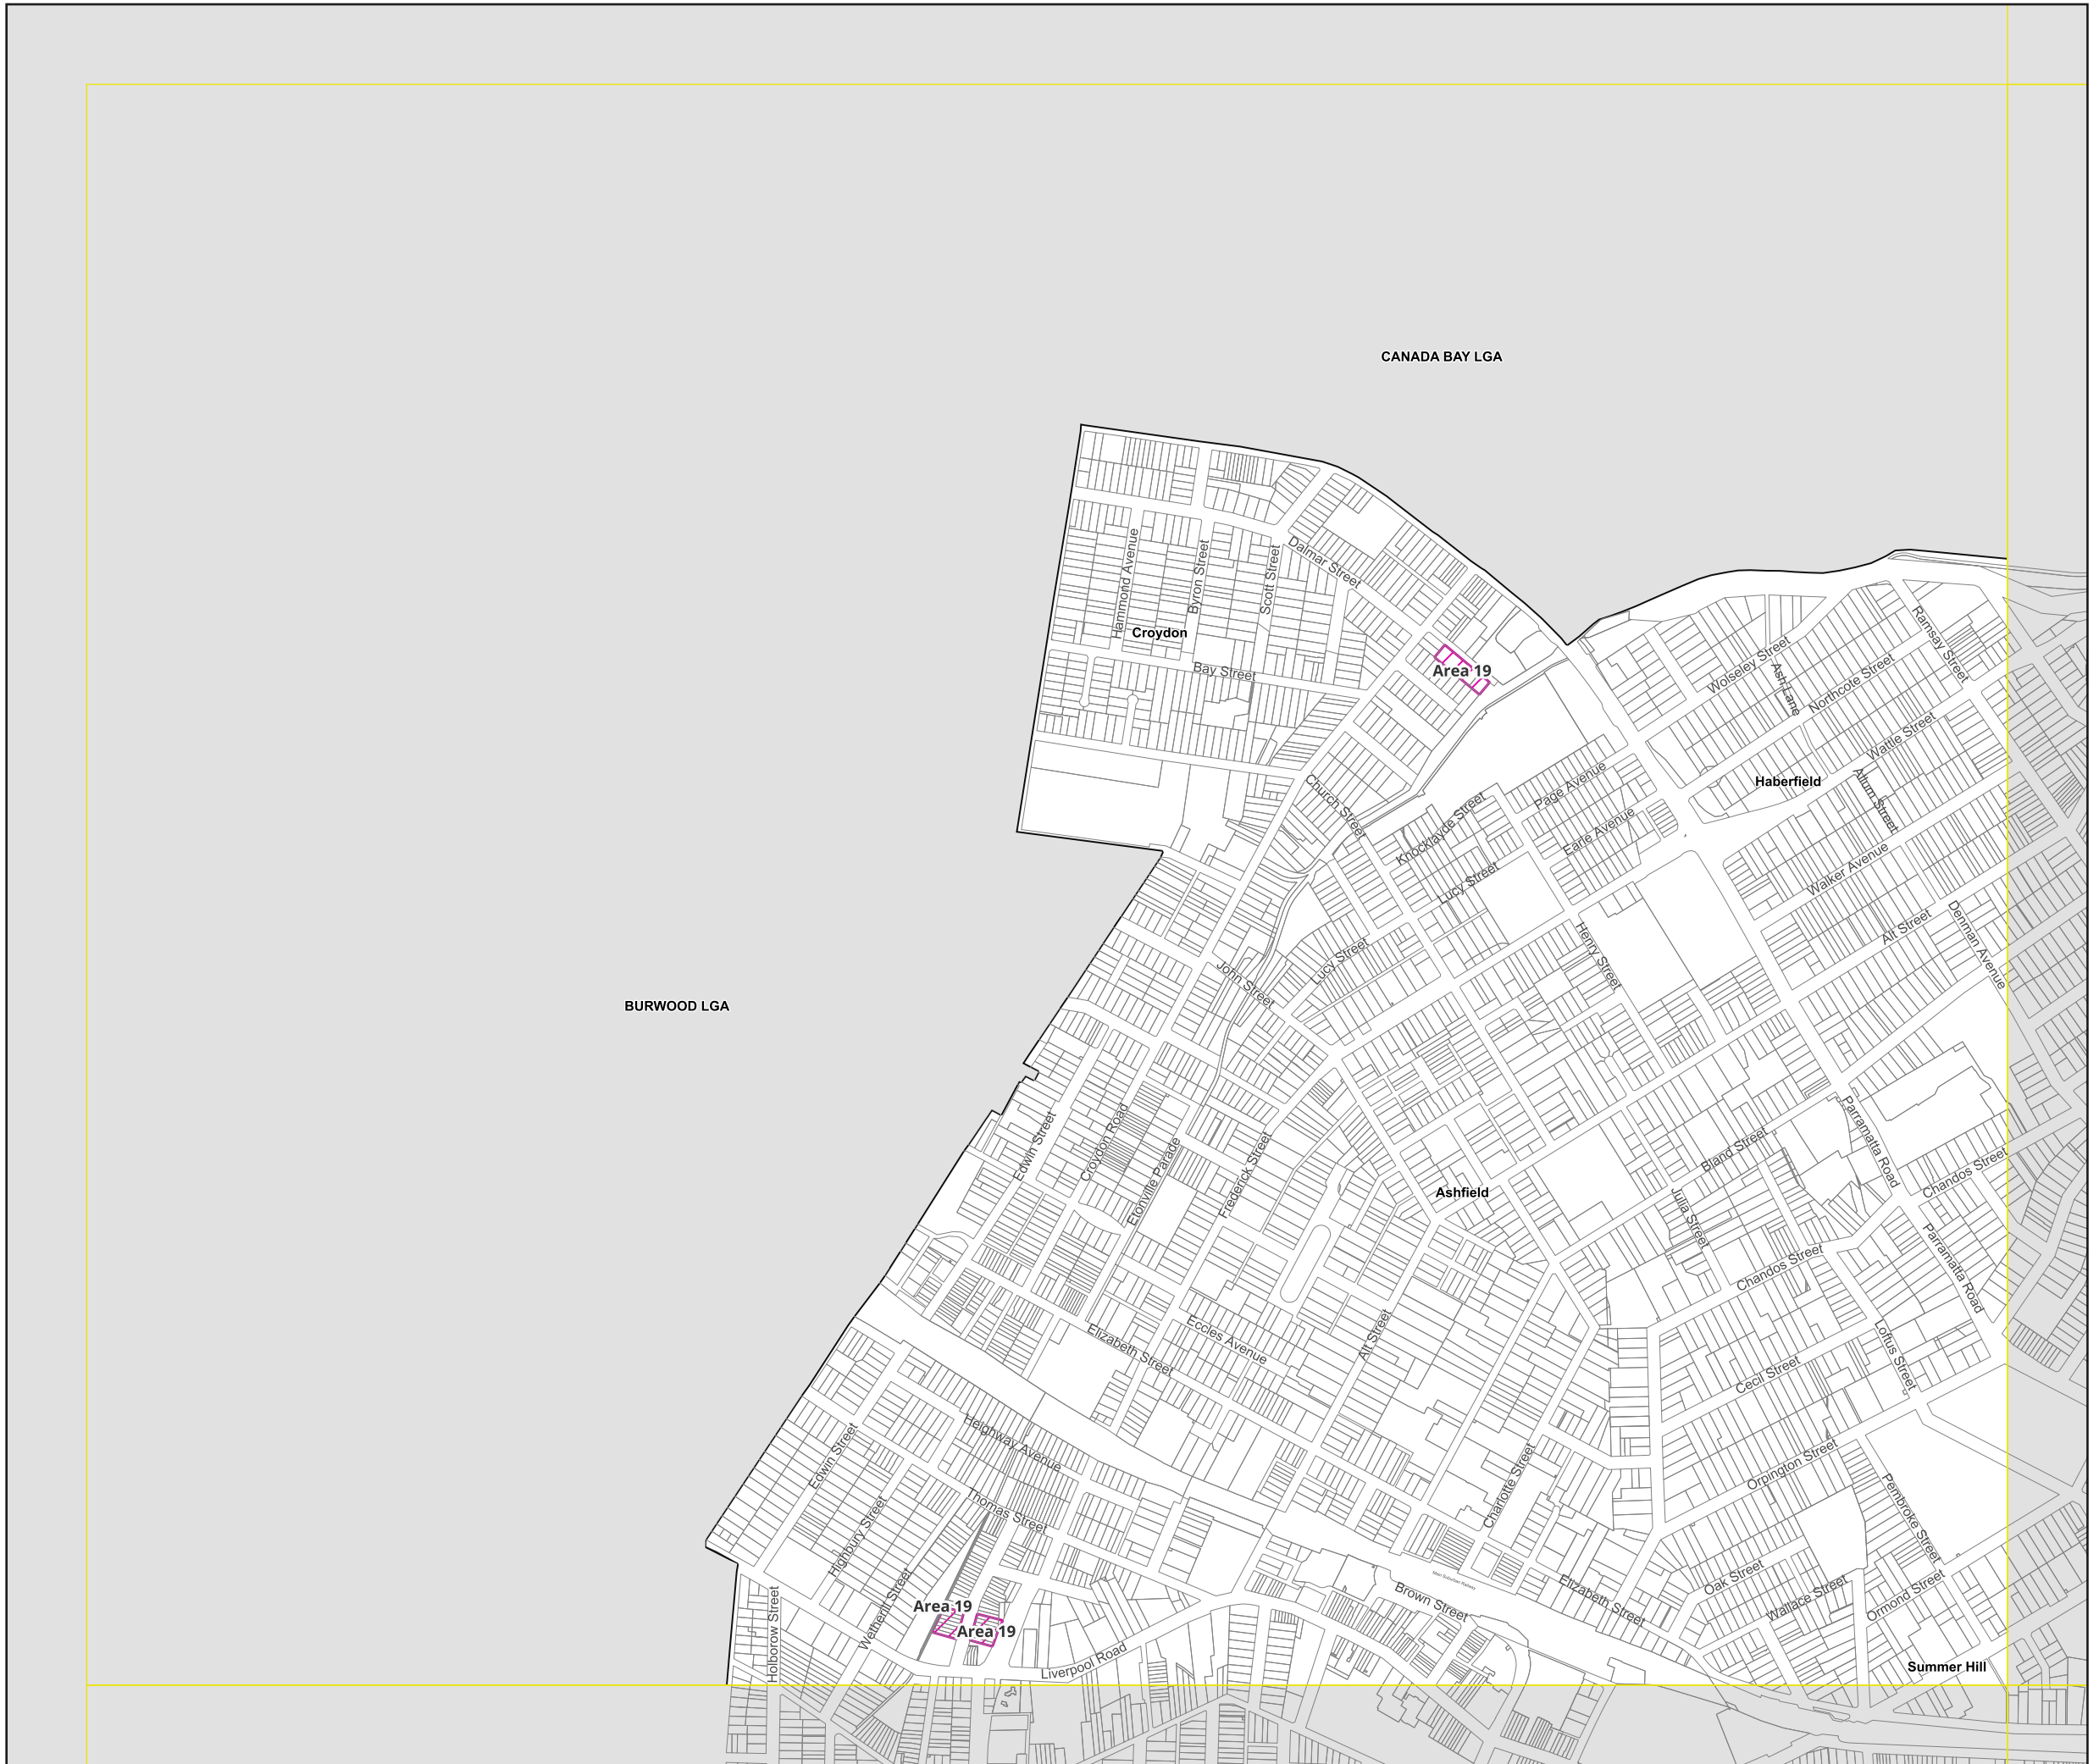 CANADA BAY LGA
Dalmar Street
Hammond Avenue
Byron Street
Scott Street
Croydon
Bay Street
Area 19
Ramsay Street
Wolseley Street
Ash Lane
Northcote Street
Wattle Street
Haberfield
Church Street
Page Avenue
Allum Street
Knocklayde Street
Earle Avenue
Lucy Street
Walker Avenue
Alt Street
Denman Avenue
Henry Street
Lucy Street
John Street
BURWOOD LGA
Edwin Street
Croydon Road
Etonville Parade
Frederick Street
Ashfield
Bland Street
Parramatta Road
Chandos Street
Julia Street
Chandos Street
Parramatta Road
Elizabeth Street
Eccles Avenue
Alt Street
Loftus Street
Cecil Street
Heighway Avenue
Edwin Street
Orpington Street
Charlotte Street
Pembroke Street
Thomas Street
Highbury Street
Main Suburban Railway
Brown Street
Elizabeth Street
Oak Street
Wallace Street
Ormond Street
Holborow Street
Wetherill Street
Area 19
Area 19
Liverpool Road
Summer Hill